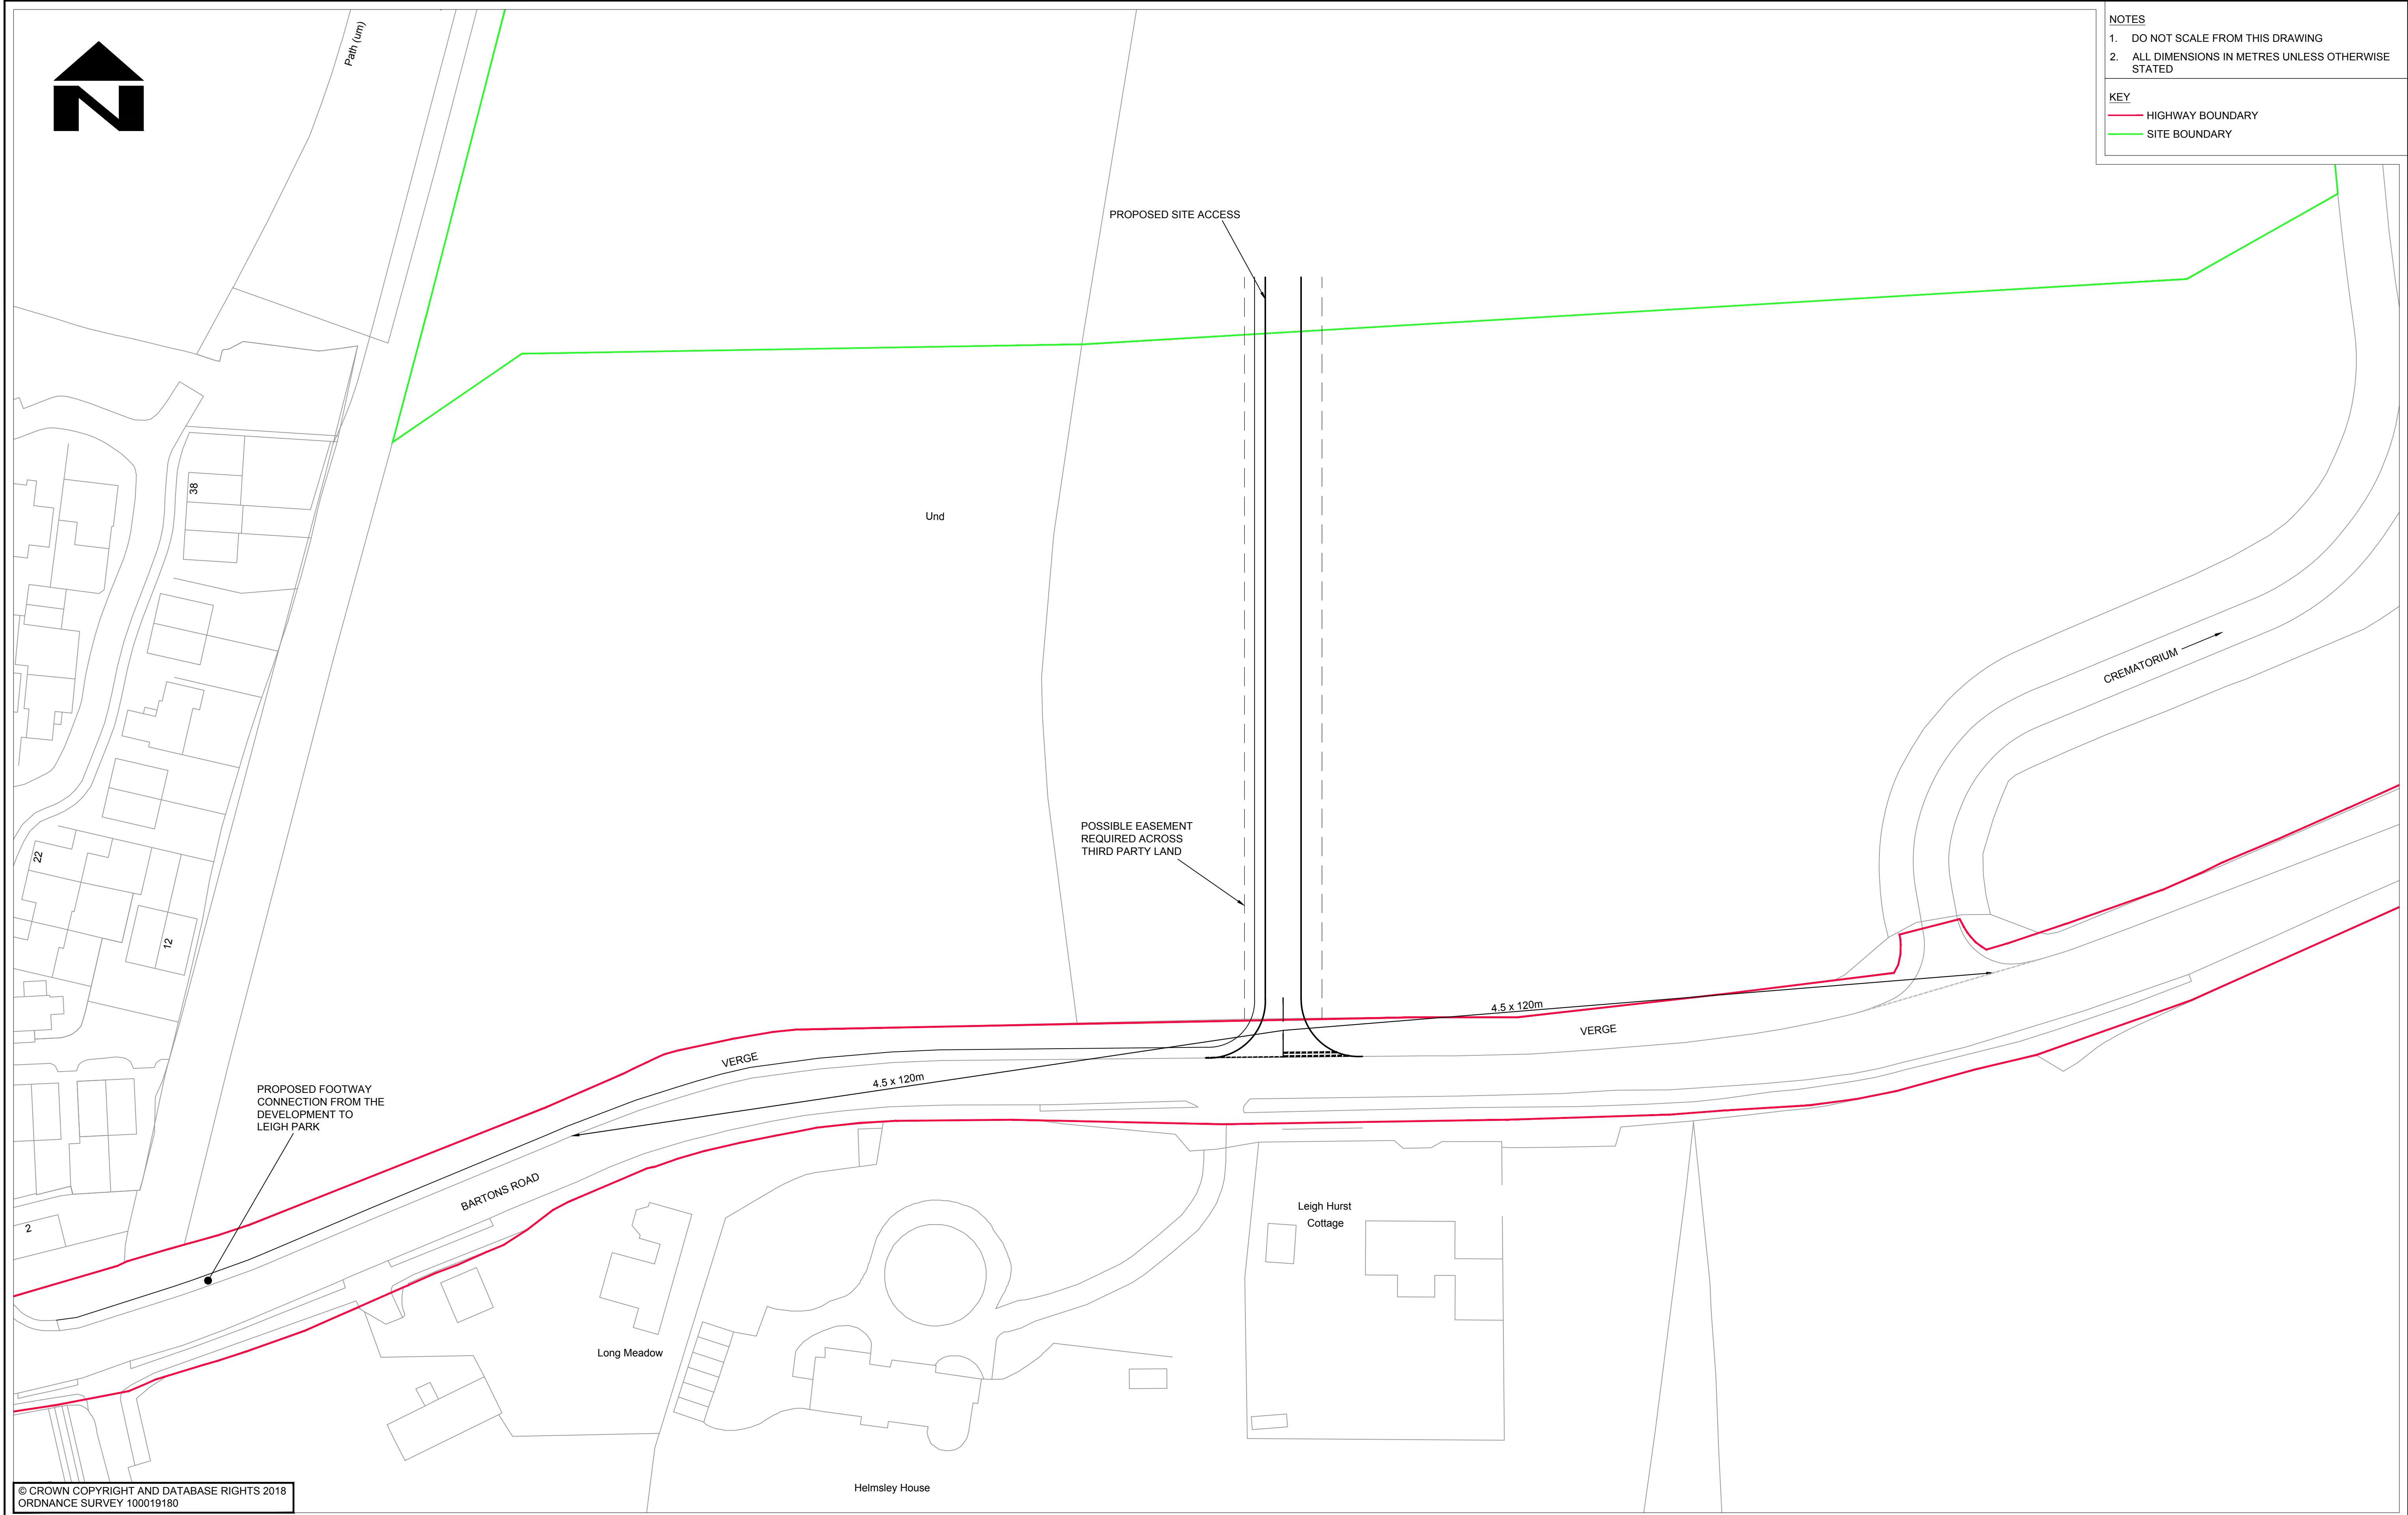 NOTES
1. DO NOT SCALE FROM THIS DRAWING
2. ALL DIMENSIONS IN METRES UNLESS OTHERWISE
STATED
KEY
HIGHWAY BOUNDARY
SITE BOUNDARY
N
Path (um)
PROPOSED SITE ACCESS
38
Und
CREMATORIUM
POSSIBLE EASEMENT
REQUIRED ACROSS
THIRD PARTY LAND
22
12
4.5 x 120m
VERGE
VERGE
4.5 x 120m
PROPOSED FOOTWAY
CONNECTION FROM THE
DEVELOPMENT TO
LEIGH PARK
BARTONS ROAD
2
Leigh Hurst
Cottage
Long Meadow
Helmsley House
© CROWN COPYRIGHT AND DATABASE RIGHTS 2018
ORDNANCE SURVEY 100019180